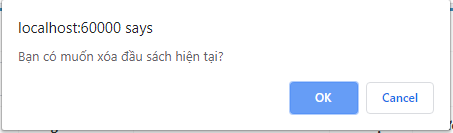 localhost:60000 says
Bạn có muốn xóa đầu sách hiện tại?
OK
Cancel